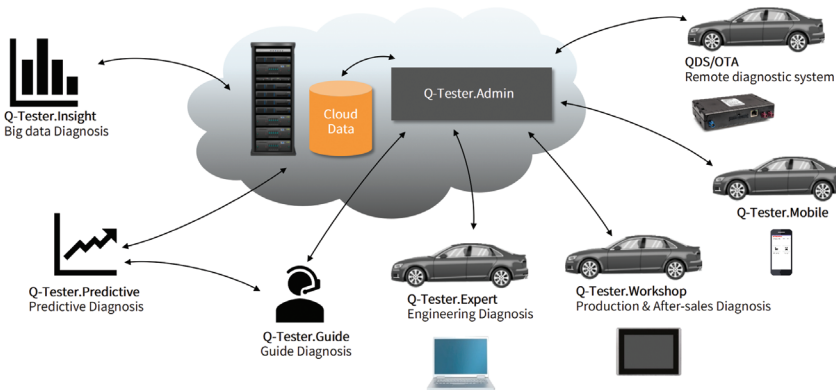 QDS/OTA
Remote diagnostic system
Q-Tester.Admin
Cloud
Data
Q-Tester.Insight
Big data Diagnosis
Q-Tester.Mobile
Q-Tester.Predictive
Predictive Diagnosis
Q-Tester.Expert
Engineering Diagnosis
Q-Tester.Workshop
Production & After-sales Diagnosis
Q-Tester.Guide
Guide Diagnosis